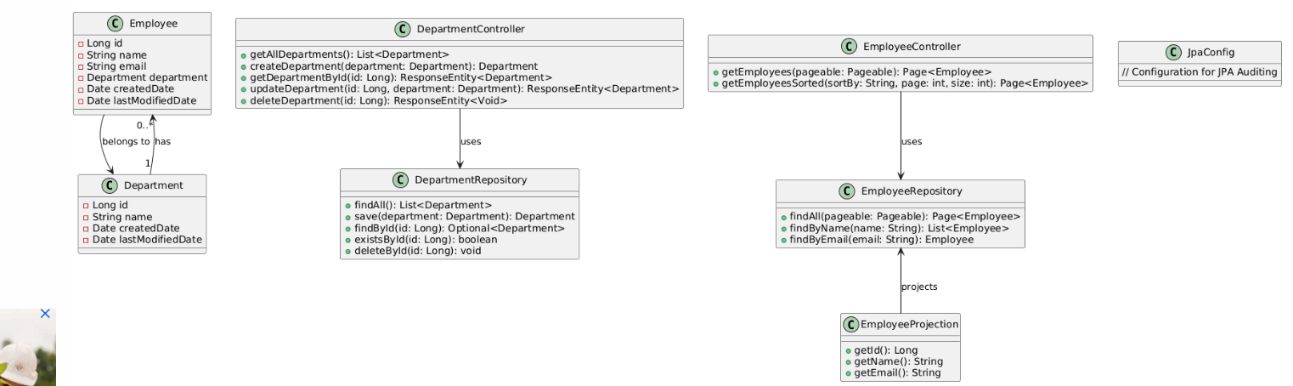 C Employee
Long id
String name
String email
Department department
Date createdDate
Date lastModifiedDate
0..*
belongs to
has
1
C Department
Long id
String name
Date createdDate
Date lastModifiedDate
C DepartmentController
getAllDepartments(): List<Department>
createDepartment(department: Department): Department
getDepartmentById(id: Long): ResponseEntity<Department>
updateDepartment(id: Long, department: Department): ResponseEntity<Department>
deleteDepartment(id: Long): ResponseEntity<Void>
uses
C DepartmentRepository
findAll(): List<Department>
save(department: Department): Department
findById(id: Long): Optional<Department>
existsById(id: Long): boolean
deleteById(id: Long): void
C EmployeeController
getEmployees(pageable: Pageable): Page<Employee>
getEmployeesSorted(sortBy: String, page: int, size: int): Page<Employee>
uses
C EmployeeRepository
findAll(pageable: Pageable): Page<Employee>
findByName(name: String): List<Employee>
findByEmail(email: String): Employee
projects
C EmployeeProjection
getId(): Long
getName(): String
getEmail(): String
C JpaConfig
// Configuration for JPA Auditing